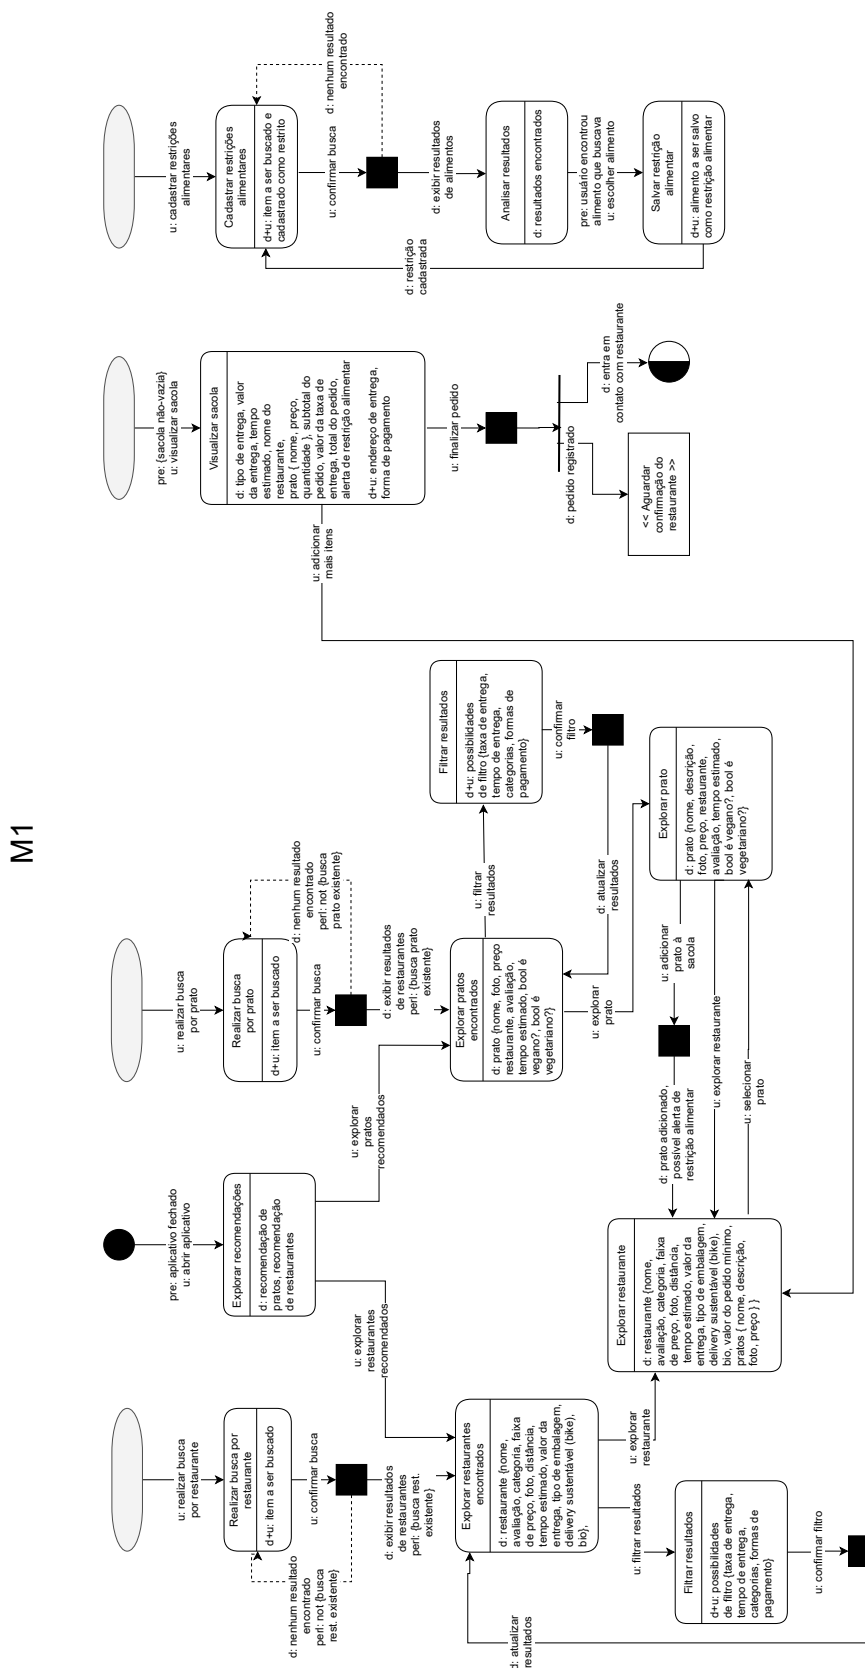 M1
u: realizar busca
por restaurante
Realizar busca por
restaurante
d+u: item a ser buscado
u: confirmar busca
d: nenhum resultado
encontrado
perl: not {busca
rest. existente}
d: exibir resultados
de restaurantes
perl: {busca rest.
existente}
Explorar restaurantes
encontrados
d: restaurante {nome,
avaliação, categoria, faixa
de preço, foto, distância,
tempo estimado, valor da
entrega, tipo de embalagem,
delivery sustentável (bike),
bio},
u: filtrar resultados
d: atualizar
resultados
Filtrar resultados
d+u: possibilidades
de filtro {taxa de entrega,
tempo de entrega,
categorias, formas de
pagamento}
u: confirmar filtro
u: explorar
restaurante
pre: aplicativo fechado
u: abrir aplicativo
Explorar recomendações
d: recomendação de
pratos, recomendação
de restaurantes
u: explorar
restaurantes
recomendados
u: explorar
pratos
recomendados
Explorar restaurante
d: restaurante {nome,
avaliação, categoria, faixa
de preço, foto, distância,
tempo estimado, valor da
entrega, tipo de embalagem,
delivery sustentável (bike),
bio, valor do pedido mínimo,
pratos { nome, descrição,
foto, preço } }
u: realizar busca
por prato
Realizar busca
por prato
d+u: item a ser buscado
u: confirmar busca
d: nenhum resultado
encontrado
perl: not {busca
prato existente}
d: exibir resultados
de restaurantes
perl: {busca prato
existente}
Explorar pratos
encontrados
d: prato {nome, foto, preço
restaurante, avaliação,
tempo estimado, bool é
vegano?, bool é
vegetariano?}
u: filtrar
resultados
Filtrar resultados
d+u: possibilidades
de filtro {taxa de entrega,
tempo de entrega,
categorias, formas de
pagamento}
u: confirmar
filtro
d: atualizar
resultados
u: explorar
prato
Explorar prato
d: prato {nome, descrição,
foto, preço, restaurante,
avaliação, tempo estimado,
bool é vegano?, bool é
vegetariano?}
u: adicionar
prato à
sacola
d: prato adicionado,
possível alerta de
restrição alimentar
u: explorar restaurante
u: selecionar
prato
pre: {sacola não-vazia}
u: visualizar sacola
Visualizar sacola
d: tipo de entrega, valor
da entrega, tempo
estimado, nome do
restaurante,
prato { nome, preço,
quantidade }, subtotal do
pedido, valor da taxa de
entrega, total do pedido,
alerta de restrição alimentar
d+u: endereço de entrega,
forma de pagamento
u: adicionar
mais itens
u: finalizar pedido
d: pedido registrado
<< Aguardar
confirmação do
restaurante >>
d: entra em
contato com restaurante
u: cadastrar restrições
alimentares
Cadastrar restrições
alimentares
d+u: item a ser buscado e
cadastrado como restrito
u: confirmar busca
d: nenhum resultado
encontrado
d: exibir resultados
de alimentos
Analisar resultados
d: resultados encontrados
pre: usuário encontrou
alimento que buscava
u: escolher alimento
Salvar restrição
alimentar
d+u: alimento a ser salvo
como restrição alimentar
d: restrição
cadastrada